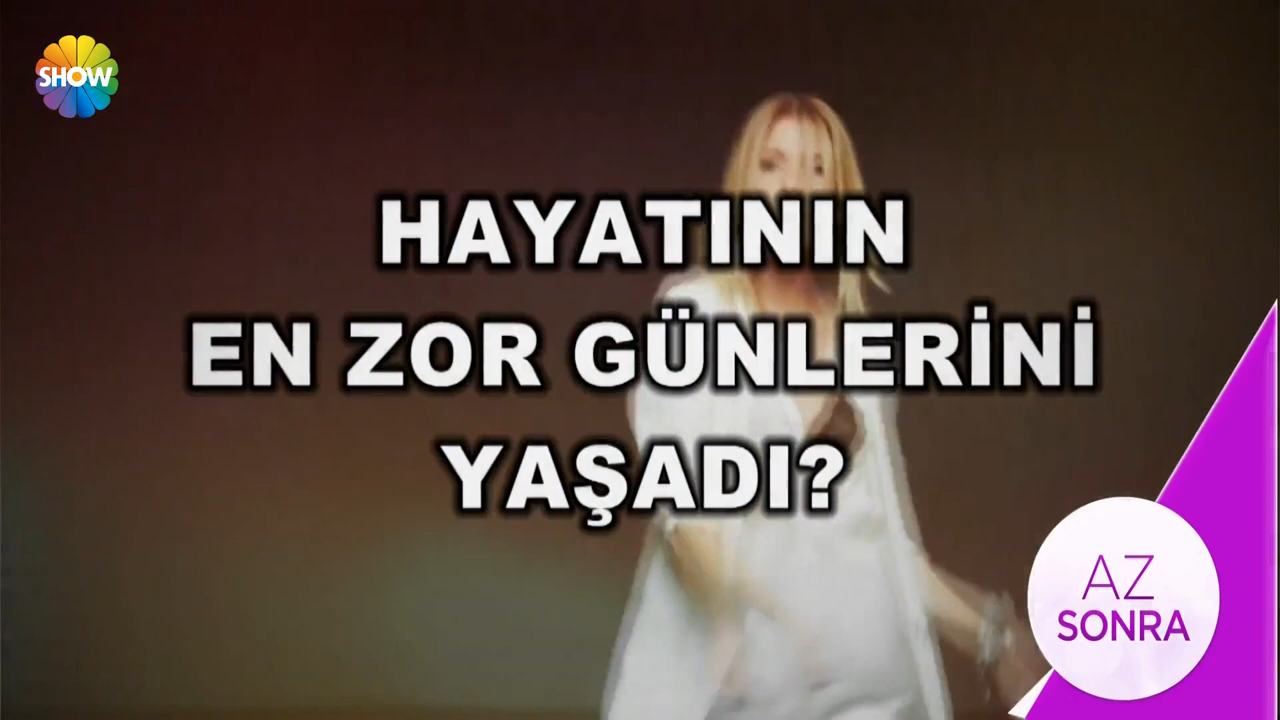 SHOW
HAYATININ
EN ZOR GÜNLERİNİ
YAŞADI?
AZ
SONRA